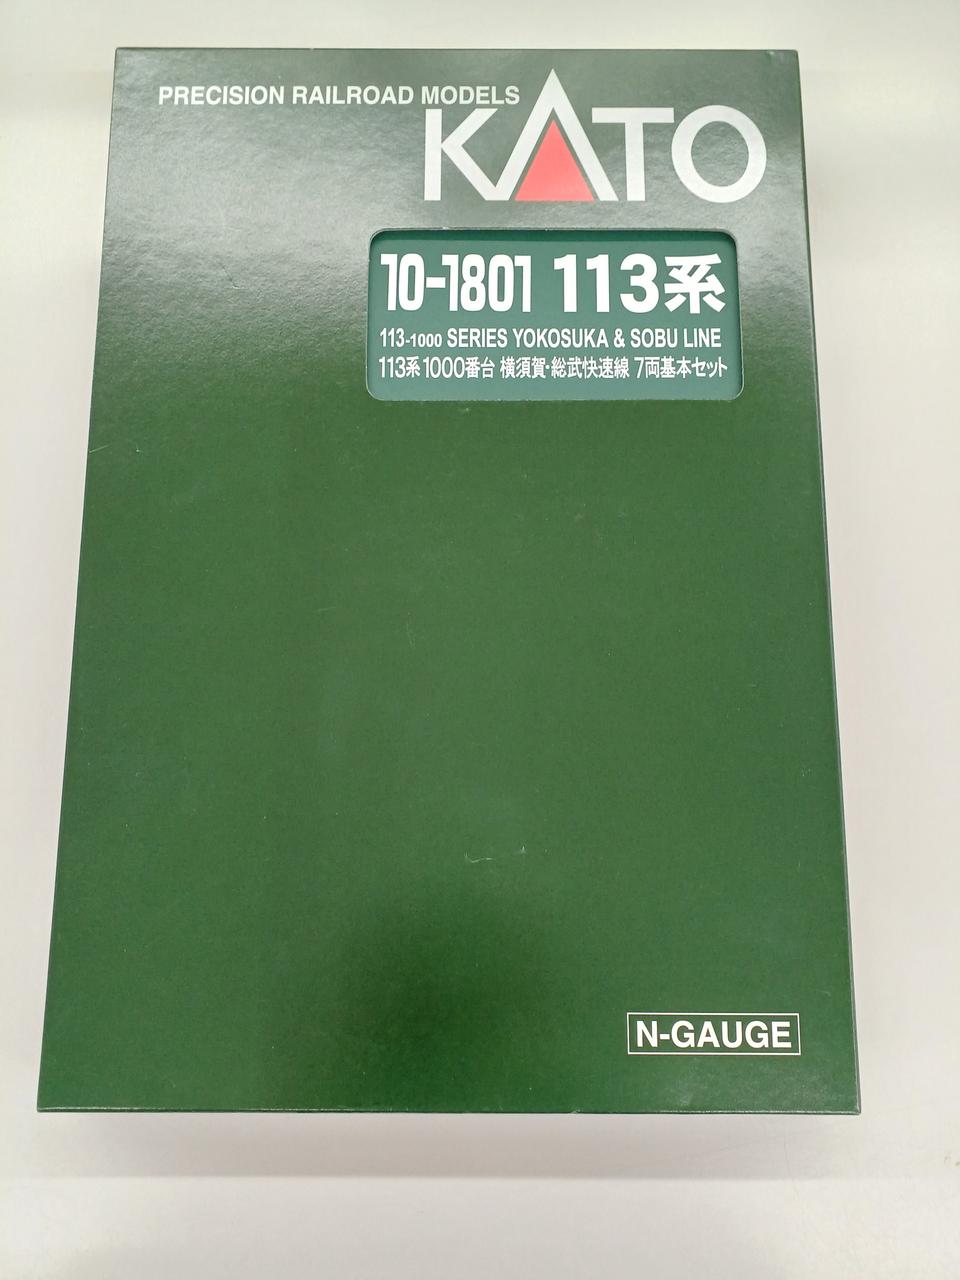 PRECISION RAILROAD MODELS
KATO
10-1801 113系
113-1000 SERIES YOKOSUKA & SOBU LINE
113系1000番台 横須賀・総武快速線 7両基本セット
N-GAUGE